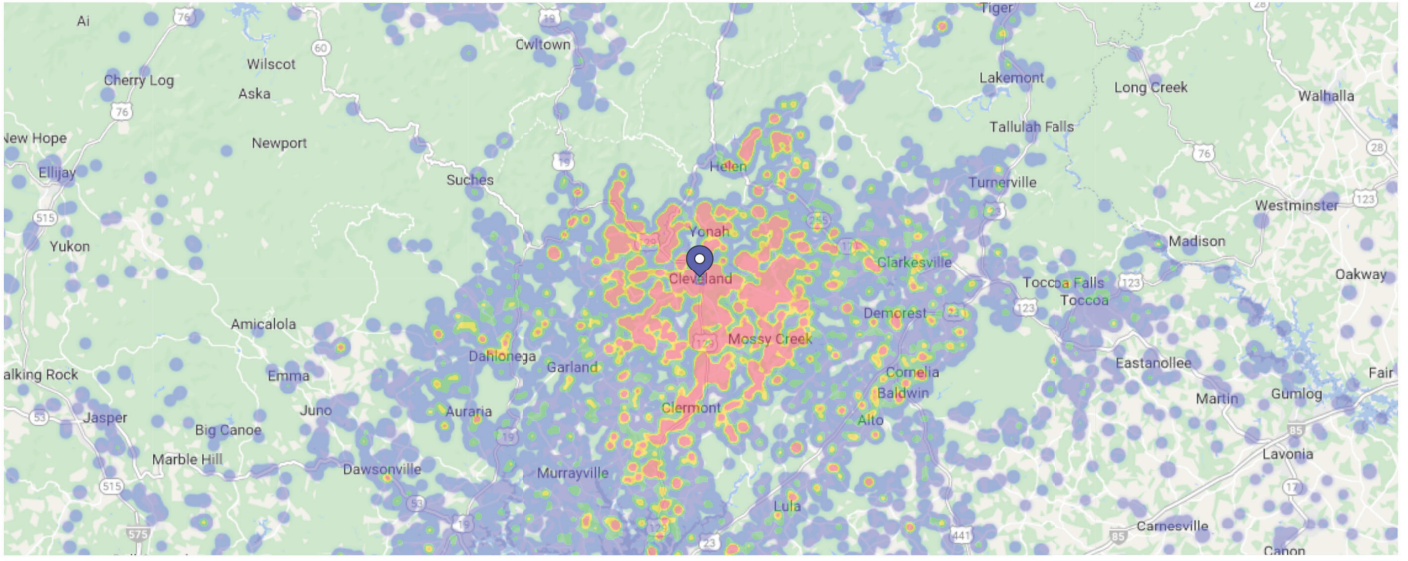 Ai
76
19
Tiger
28
Owltown
60
Wilscot
Cherry Log
Aska
Lakemont
Long Creek
Walhalla
76
New Hope
Newport
Tallulah Falls
28
76
19
Helen
Ellijay
Suches
Turnerville
Westminster
123
515
23
Yonah
Yukon
Madison
Clarkesville
Oakway
Cleveland
Toccoa Falls
123
Toccoa
123
Demorest
23
Amicalola
Mossy Creek
Dahlonega
Garland
Eastanollee
alking Rock
Emma
Cornelia
Fair
Baldwin
Martin
Gumlog
Juno
Auraria
Clermont
53
Jasper
Alto
Big Canoe
85
19
Marble Hill
Dawsonville
Murrayville
Lavonia
515
17
53
Lula
19
Carnesville
575
441
85
23
Canon